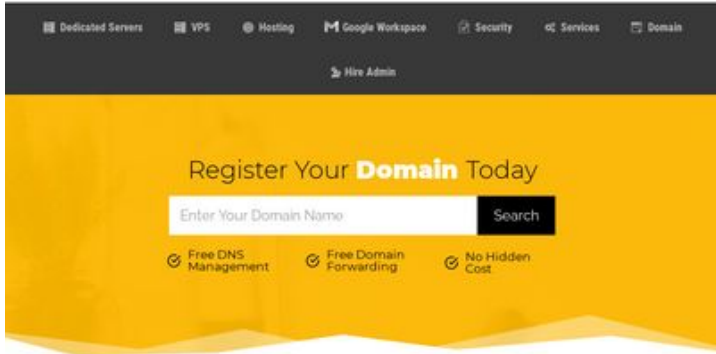 Dedicated Servers VPS Hosting Google Workspace Security Services Domain
Hire Admin
Register Your Domain Today
Enter Your Domain Name Search
Free DNS Management Free Domain Forwarding No Hidden Cost